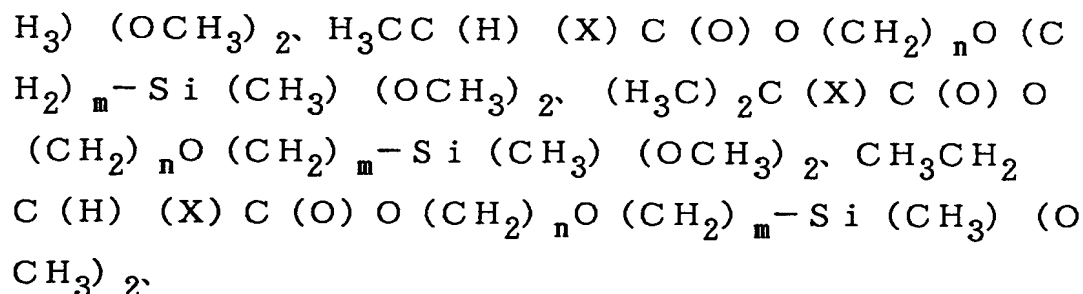 H₃) (OCH₃)₂、H₃CC(H)(X)C(O)O(CH₂)ₙO(C
H₂)ₘ-Si(CH₃)(OCH₃)₂、(H₃C)₂C(X)C(O)O
(CH₂)ₙO(CH₂)ₘ-Si(CH₃)(OCH₃)₂、CH₃CH₂
C(H)(X)C(O)O(CH₂)ₙO(CH₂)ₘ-Si(CH₃)(O
CH₃)₂、